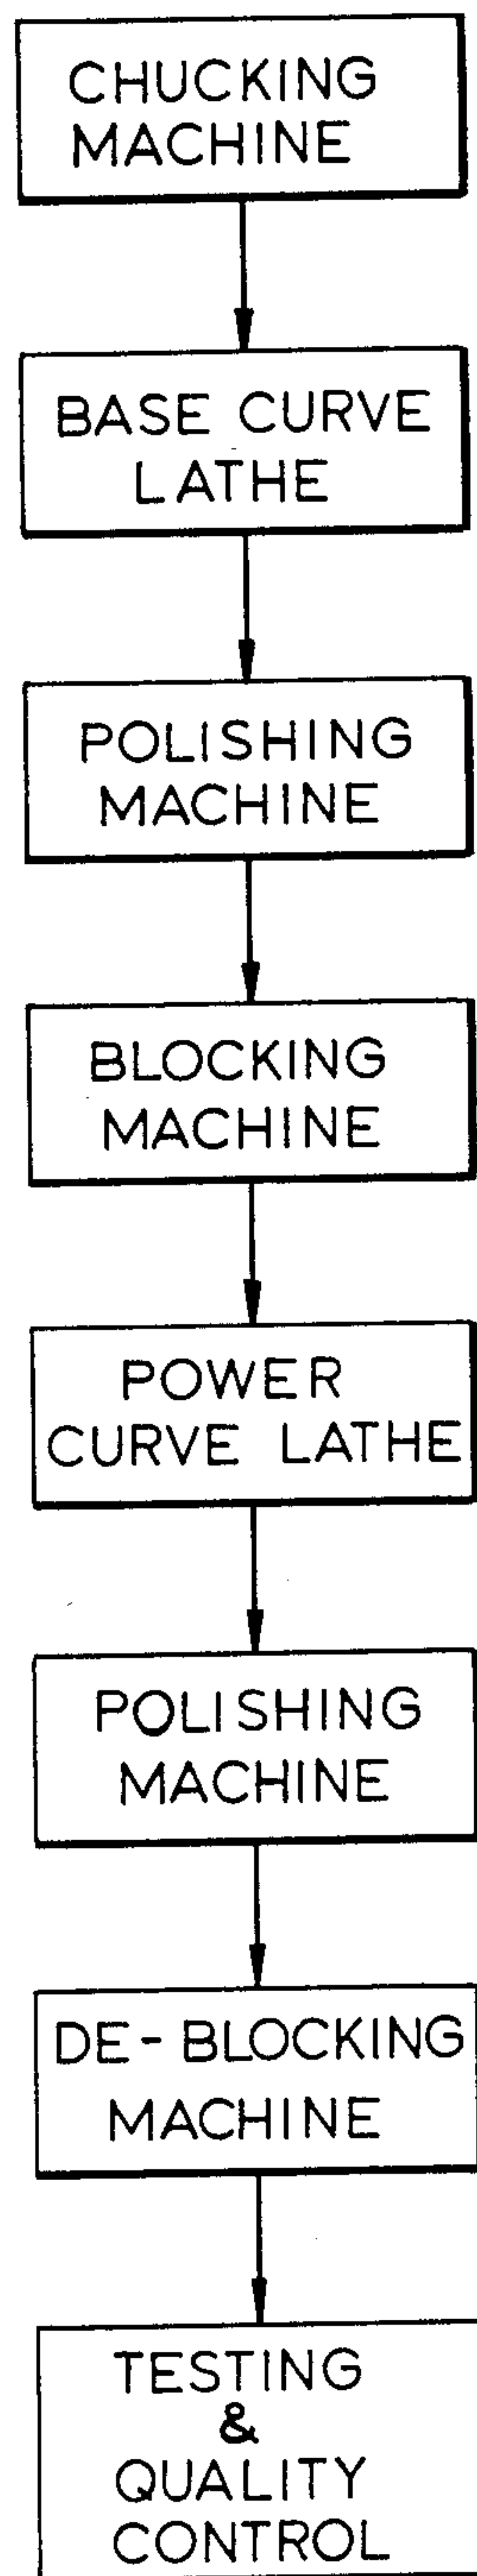 CHUCKING
MACHINE
BASE CURVE
LATHE
POLISHING
MACHINE
BLOCKING
MACHINE
POWER
CURVE LATHE
POLISHING
MACHINE
DE-BLOCKING
MACHINE
TESTING
&
QUALITY
CONTROL